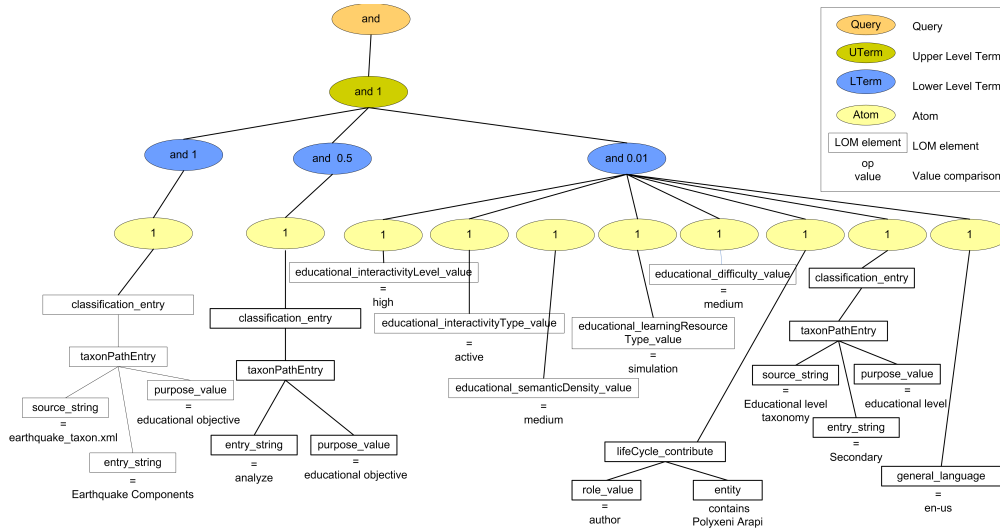 and
Query
Query
UTerm
Upper Level Term
LTerm
Lower Level Term
Atom
Atom
LOM element
LOM element
op
value
Value comparison
and 1
and 1
and 0.5
and 0.01
1
1
1
1
1
1
1
1
1
1
classification_entry
taxonPathEntry
source_string
=
earthquake_taxon.xml
purpose_value
=
educational objective
entry_string
=
Earthquake Components
classification_entry
taxonPathEntry
entry_string
=
analyze
purpose_value
=
educational objective
educational_interactivityLevel_value
=
high
educational_interactivityType_value
=
active
educational_semanticDensity_value
=
medium
educational_learningResource
Type_value
=
simulation
educational_difficulty_value
=
medium
lifeCycle_contribute
role_value
=
author
entity
contains
Polyxeni Arapi
classification_entry
taxonPathEntry
source_string
=
Educational level
taxonomy
purpose_value
=
educational level
entry_string
=
Secondary
general_language
=
en-us